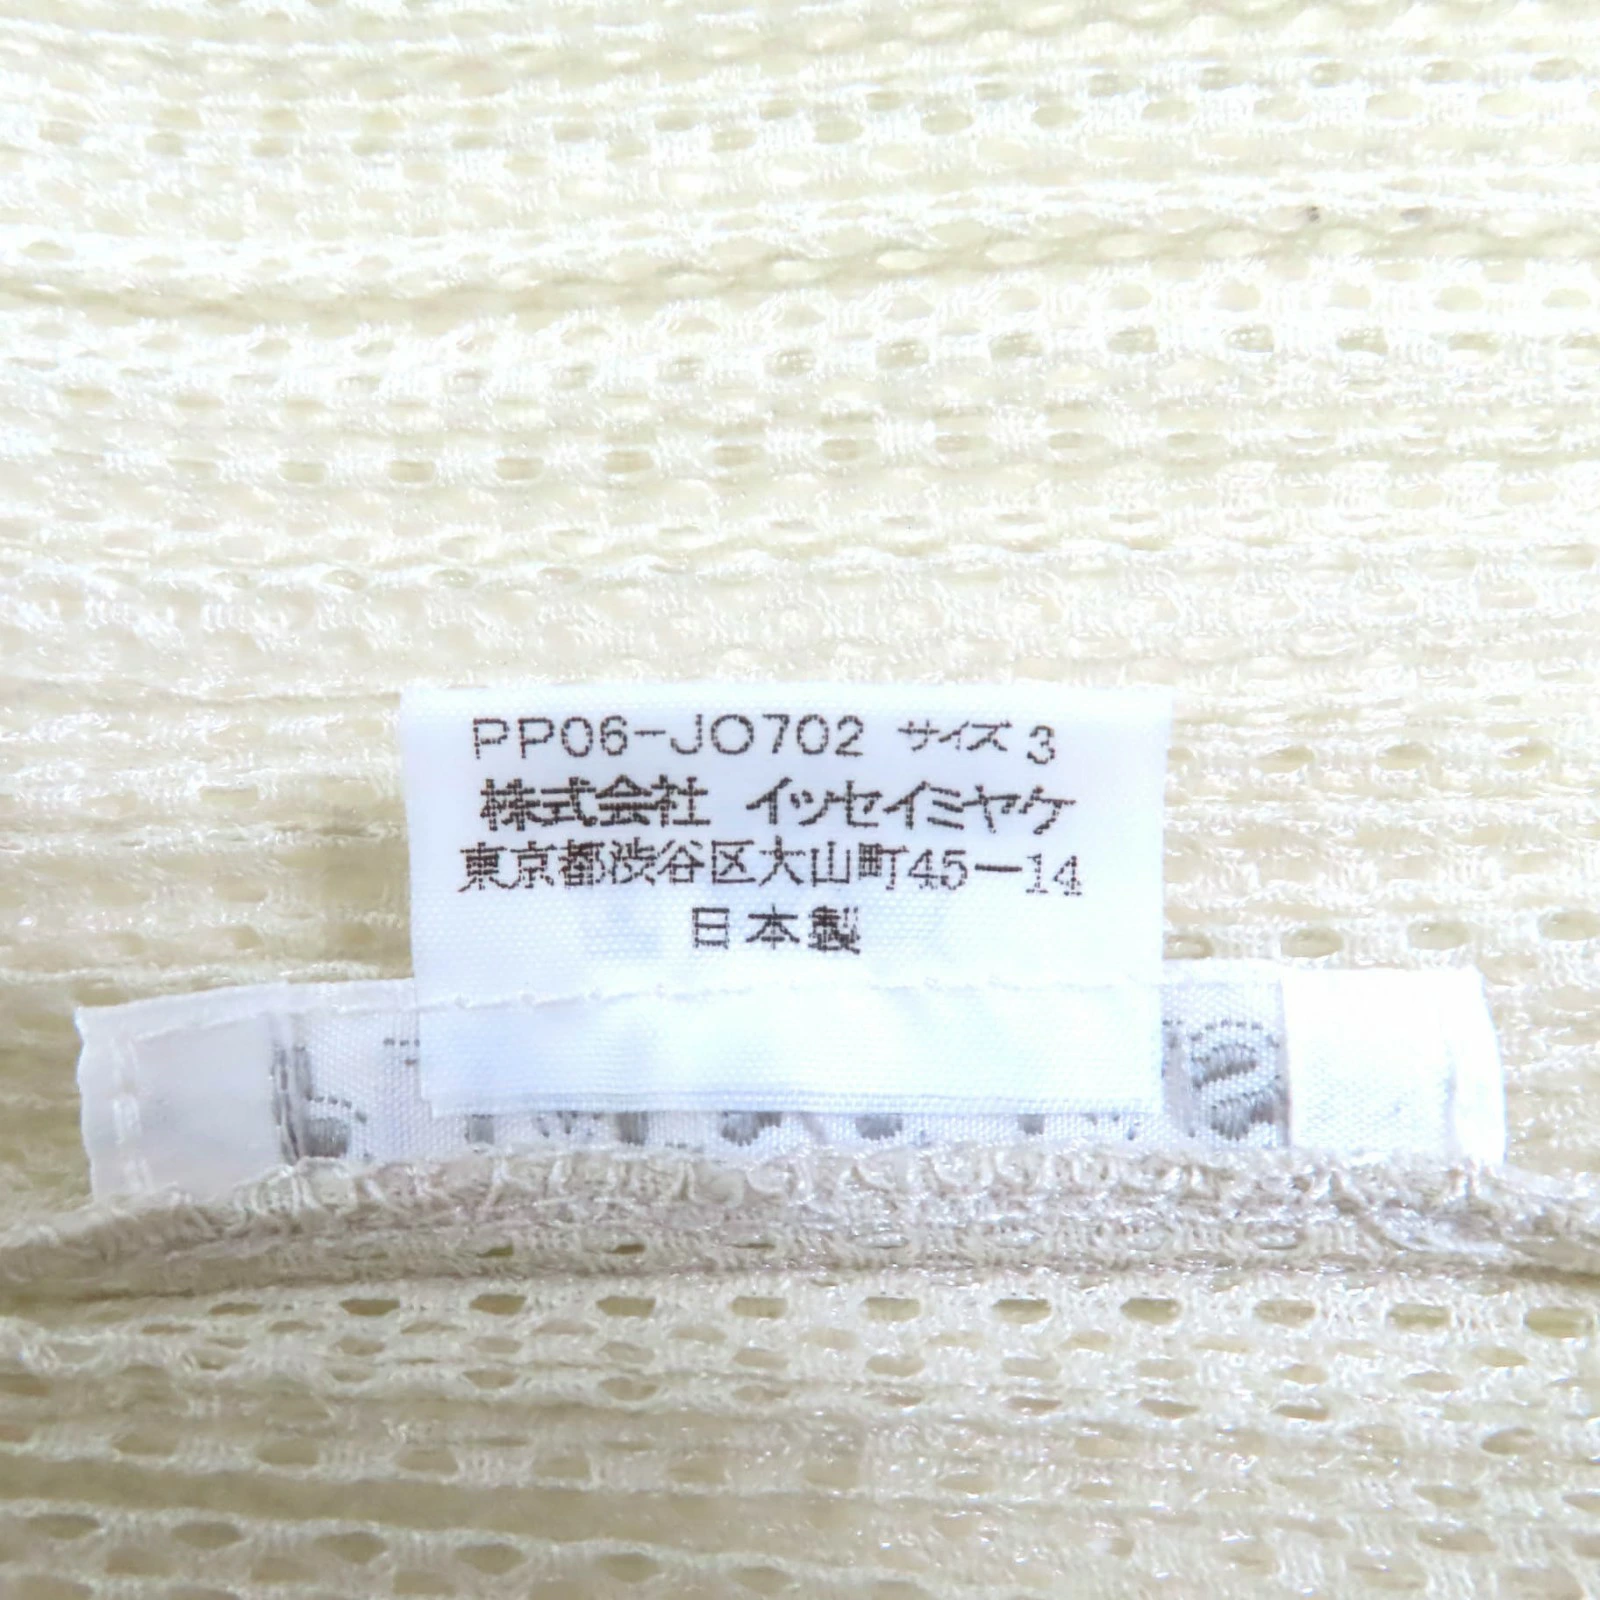 PP06-JO702 サイズ 3
株式会社 イッセイミヤケ
東京都渋谷区大山町45-14
日本製